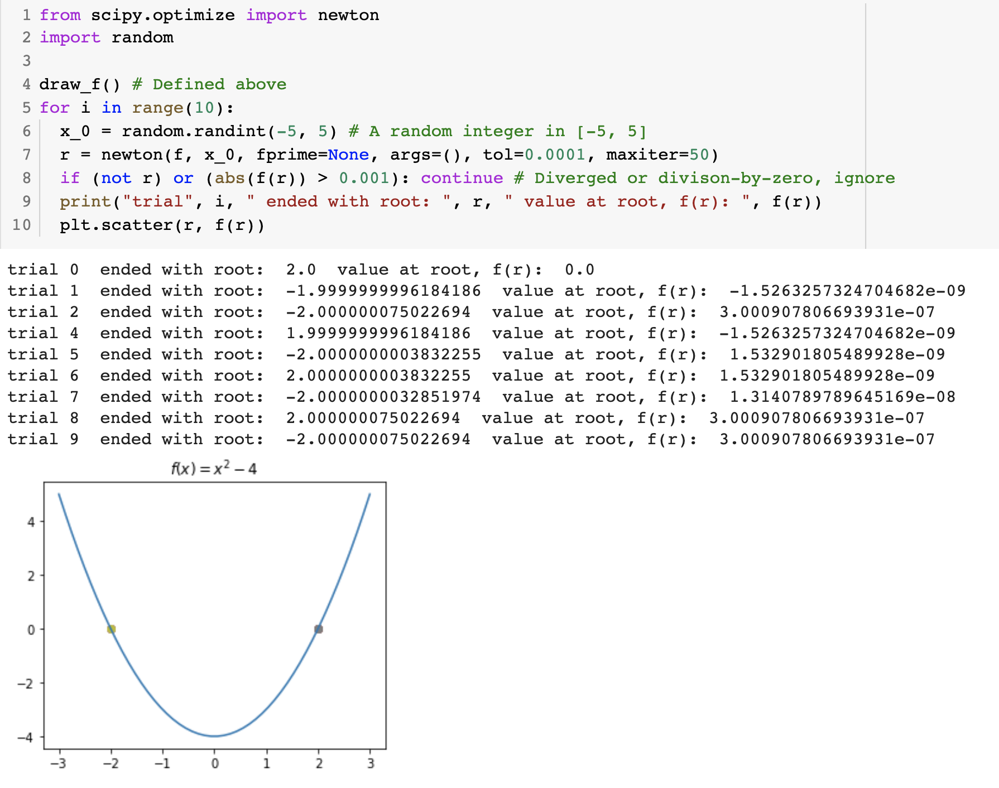 1 from scipy.optimize import newton
2 import random
3
4 draw_f() # Defined above
5 for i in range(10):
6   x_0 = random.randint(-5, 5) # A random integer in [-5, 5]
7   r = newton(f, x_0, fprime=None, args=(), tol=0.0001, maxiter=50)
8   if (not r) or (abs(f(r)) > 0.001): continue # Diverged or divison-by-zero, ignore
9   print("trial", i, " ended with root: ", r, " value at root, f(r): ", f(r))
10   plt.scatter(r, f(r))
trial 0  ended with root:  2.0  value at root, f(r):  0.0
trial 1  ended with root:  -1.9999999996184186  value at root, f(r):  -1.5263257324704682e-09
trial 2  ended with root:  -2.000000075022694  value at root, f(r):  3.000907806693931e-07
trial 4  ended with root:  1.9999999996184186  value at root, f(r):  -1.5263257324704682e-09
trial 5  ended with root:  -2.0000000003832255  value at root, f(r):  1.532901805489928e-09
trial 6  ended with root:  2.0000000003832255  value at root, f(r):  1.532901805489928e-09
trial 7  ended with root:  -2.0000000032851974  value at root, f(r):  1.3140789789645169e-08
trial 8  ended with root:  2.000000075022694  value at root, f(r):  3.000907806693931e-07
trial 9  ended with root:  -2.000000075022694  value at root, f(r):  3.000907806693931e-07
f(x) = x² − 4
4
2
0
−2
−4
−3 −2 −1 0 1 2 3